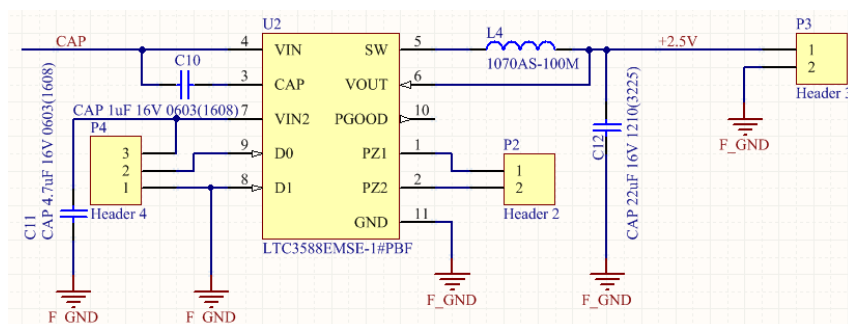 CAP
C10
CAP 1uF 16V 0603(1608)
P4
3
2
1
Header 4
C11
CAP 4.7uF 16V 0603(1608)
F_GND
F_GND
U2
4 VIN SW 5
3 CAP VOUT 6
7 VIN2 PGOOD 10
9 D0 PZ1 1
8 D1 PZ2 2
GND 11
LTC3588EMSE-1#PBF
L4
1070AS-100M
+2.5V
P2
1
2
Header 2
F_GND
C12
CAP 22uF 16V 1210(3225)
F_GND
P3
1
2
Header 3
F_GND